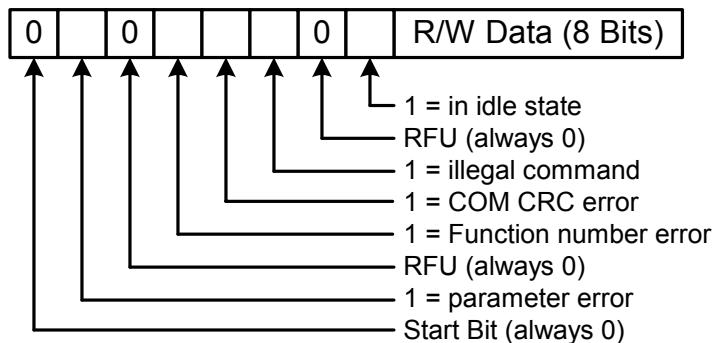 0 0 0 R/W Data (8 Bits)
1 = in idle state
RFU (always 0)
1 = illegal command
1 = COM CRC error
1 = Function number error
RFU (always 0)
1 = parameter error
Start Bit (always 0)